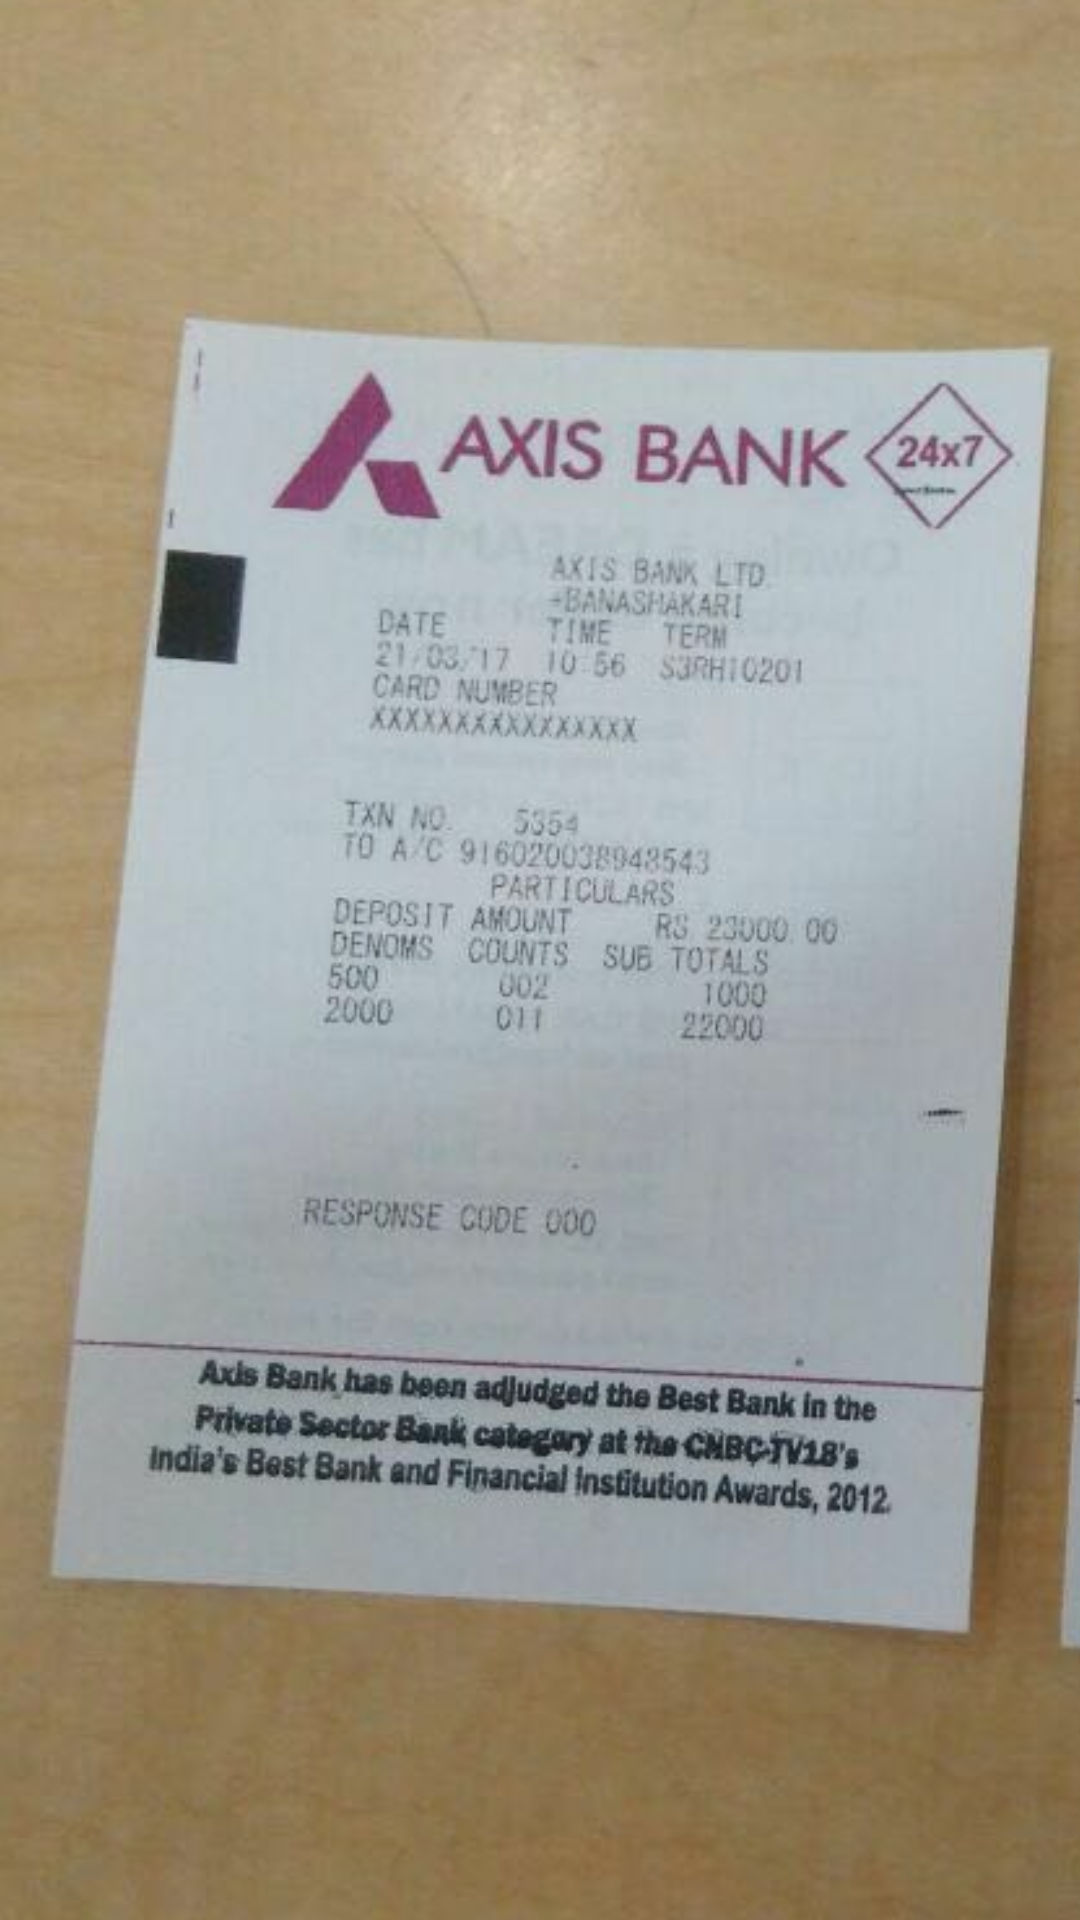 AXIS BANK 24x7
AXIS BANK LTD
-BANASHAKARI
DATE TIME TERM
21/03/17 10:56 S3RH10201
CARD NUMBER
XXXXXXXXXXXXXXXX
TXN NO. 5354
TO A/C 916020038948543
PARTICULARS
DEPOSIT AMOUNT RS 23000.00
DENOMS COUNTS SUB TOTALS
500 002 1000
2000 011 22000
RESPONSE CODE 000
Axis Bank has been adjudged the Best Bank in the
Private Sector Bank category at the CNBC-TV18's
India's Best Bank and Financial Institution Awards, 2012.